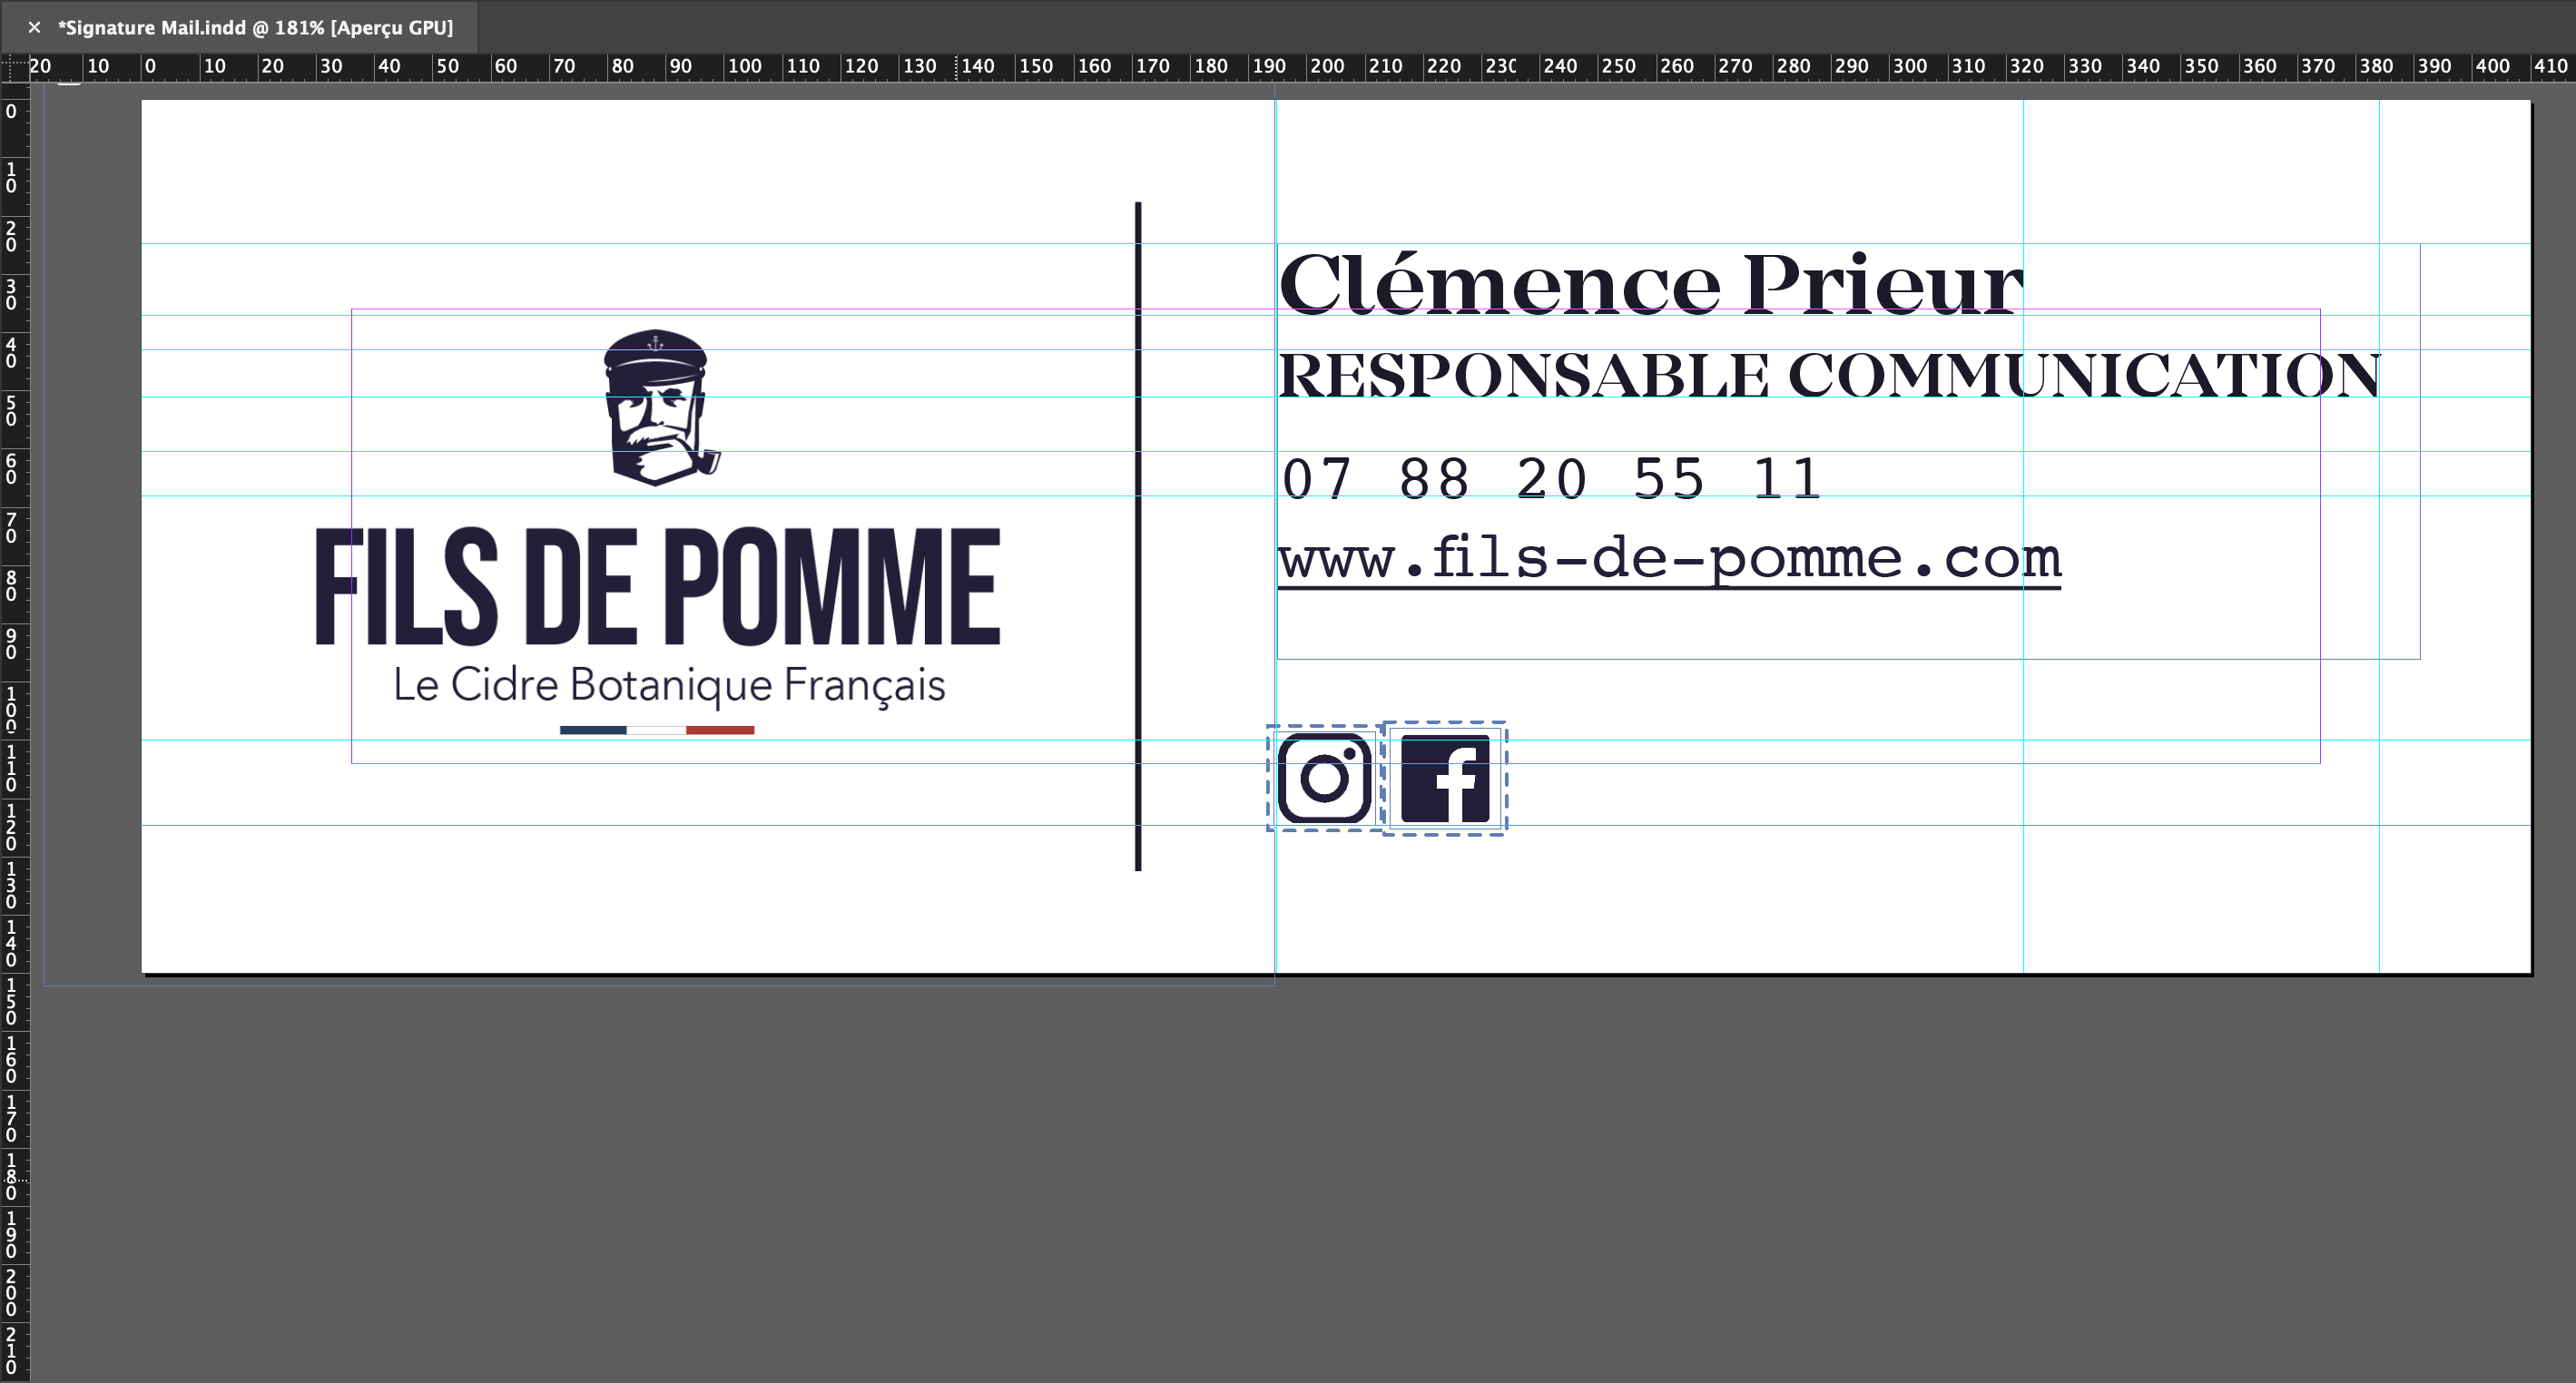 *Signature Mail.indd @ 181% [Aperçu GPU]
20 10 0 10 20 30 40 50 60 70 80 90 100 110 120 130 140 150 160 170 180 190 200 210 220 230 240 250 260 270 280 290 300 310 320 330 340 350 360 370 380 390 400 410
0
10
20
30
40
50
60
70
80
90
100
110
120
130
140
150
160
170
180
190
200
210
FILS DE POMME
Le Cidre Botanique Français
Clémence Prieur
RESPONSABLE COMMUNICATION
07 88 20 55 11
www.fils-de-pomme.com